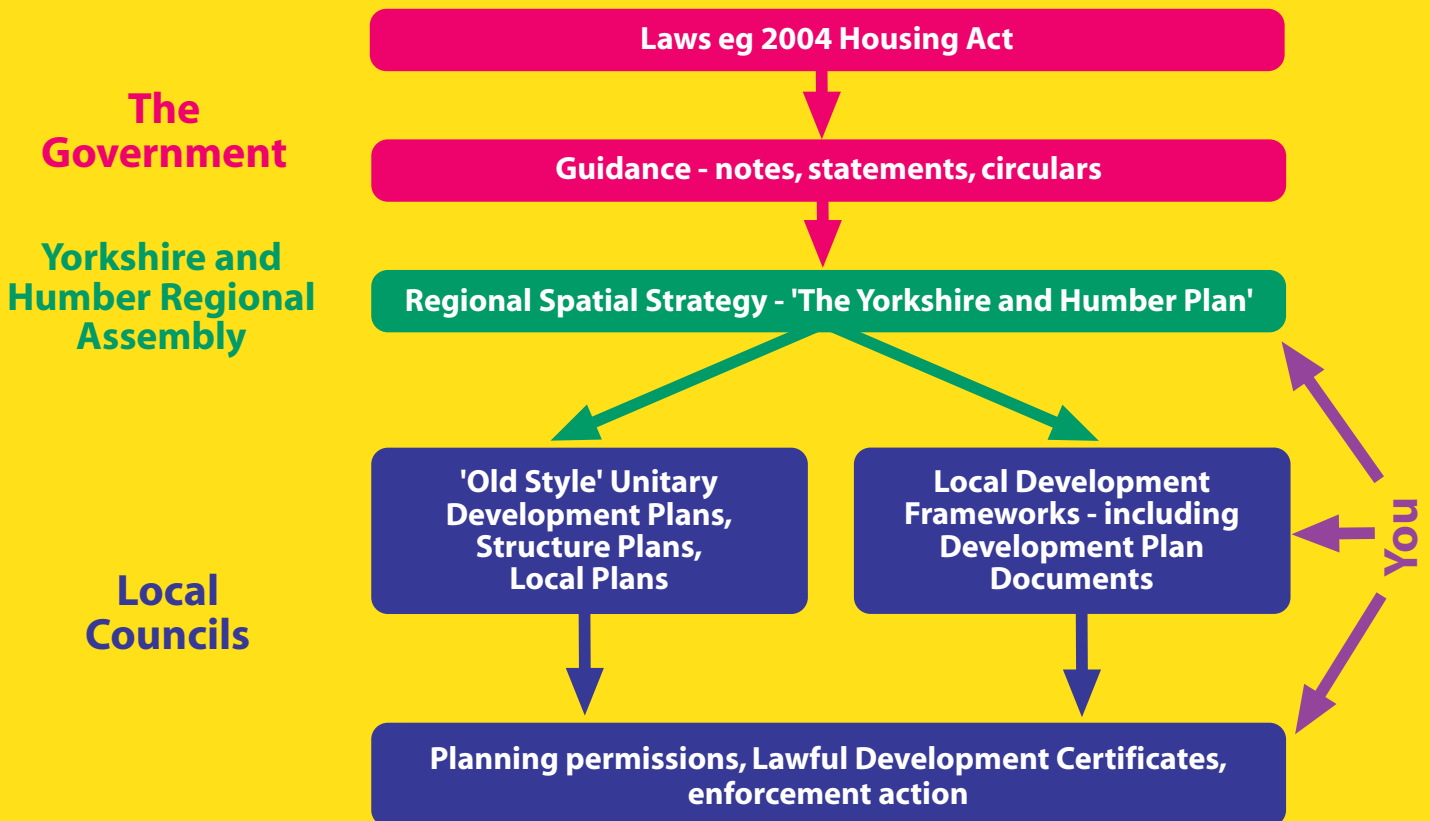 Laws eg 2004 Housing Act
The
Government
Guidance - notes, statements, circulars
Yorkshire and
Humber Regional
Assembly
Regional Spatial Strategy - 'The Yorkshire and Humber Plan'
'Old Style' Unitary
Development Plans,
Structure Plans,
Local Plans
Local Development
Frameworks - including
Development Plan
Documents
You
Local
Councils
Planning permissions, Lawful Development Certificates,
enforcement action